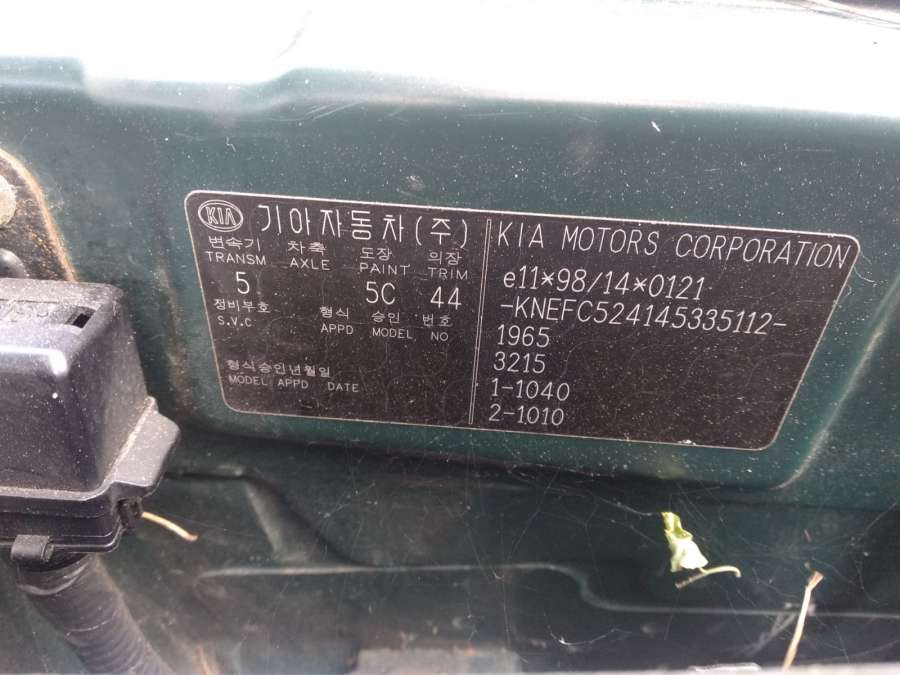 KIA 기아자동차(주)
변속기 차축 도장 의장
TRANSM AXLE PAINT TRIM
5 5C 44
정비부호 형식 승인 번호
S.V.C APPD MODEL NO
형식승인년월일
MODEL APPD DATE
KIA MOTORS CORPORATION
e11*98/14*0121
-KNEFC524145335112-
1965
3215
1-1040
2-1010